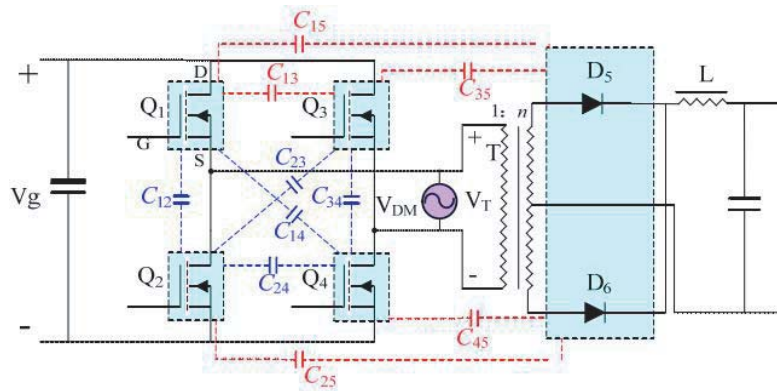 C15
+
D
C13
C35
D5
L
Q1
Q3
G
S
1:
n
+
T
C23
Vg
C12
C34
VDM
VT
C14
Q2
C24
Q4
-
D6
-
C45
C25